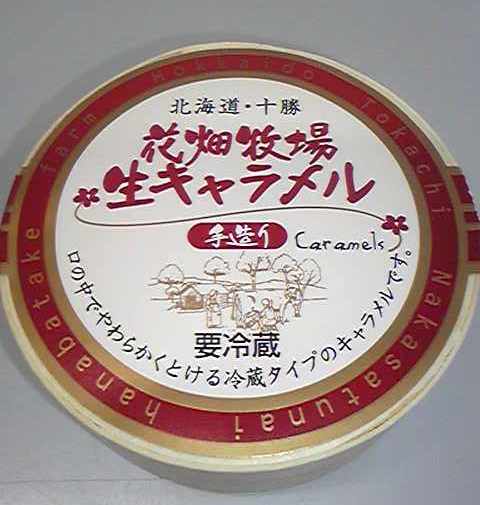 Hokkaido Tokachi Nakasatsunai hanabatake farm
北海道・十勝
花畑牧場
生キャラメル
手造り Caramels
要冷蔵
口の中でやわらかくとける冷蔵タイプのキャラメルです。